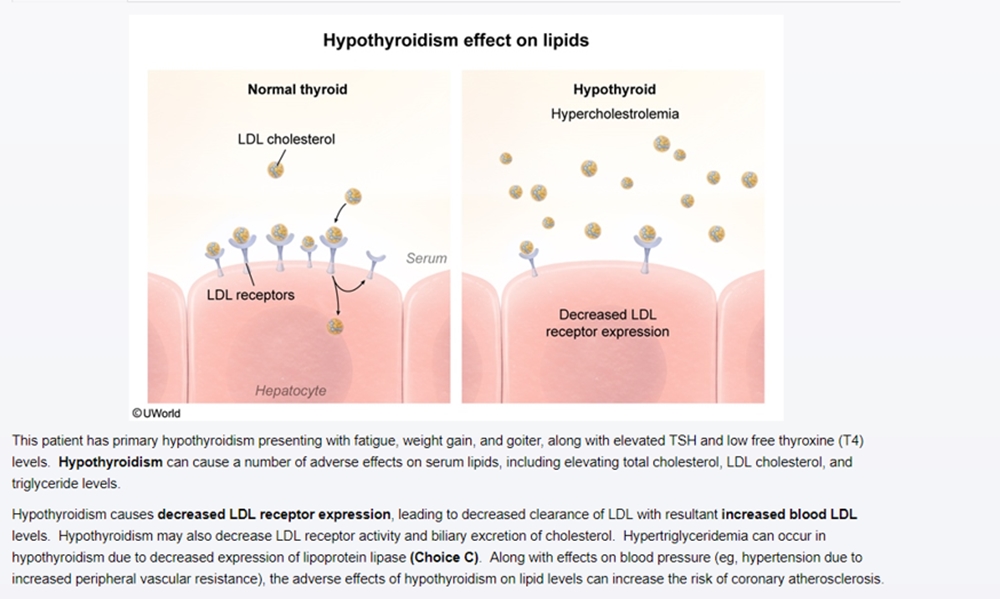 Hypothyroidism effect on lipids
Normal thyroid
LDL cholesterol
Serum
LDL receptors
Hepatocyte
Hypothyroid
Hypercholestrolemia
Decreased LDL
receptor expression
©UWorld
This patient has primary hypothyroidism presenting with fatigue, weight gain, and goiter, along with elevated TSH and low free thyroxine (T4)
levels.  Hypothyroidism can cause a number of adverse effects on serum lipids, including elevating total cholesterol, LDL cholesterol, and
triglyceride levels.
Hypothyroidism causes decreased LDL receptor expression, leading to decreased clearance of LDL with resultant increased blood LDL
levels.  Hypothyroidism may also decrease LDL receptor activity and biliary excretion of cholesterol.  Hypertriglyceridemia can occur in
hypothyroidism due to decreased expression of lipoprotein lipase (Choice C).  Along with effects on blood pressure (eg, hypertension due to
increased peripheral vascular resistance), the adverse effects of hypothyroidism on lipid levels can increase the risk of coronary atherosclerosis.